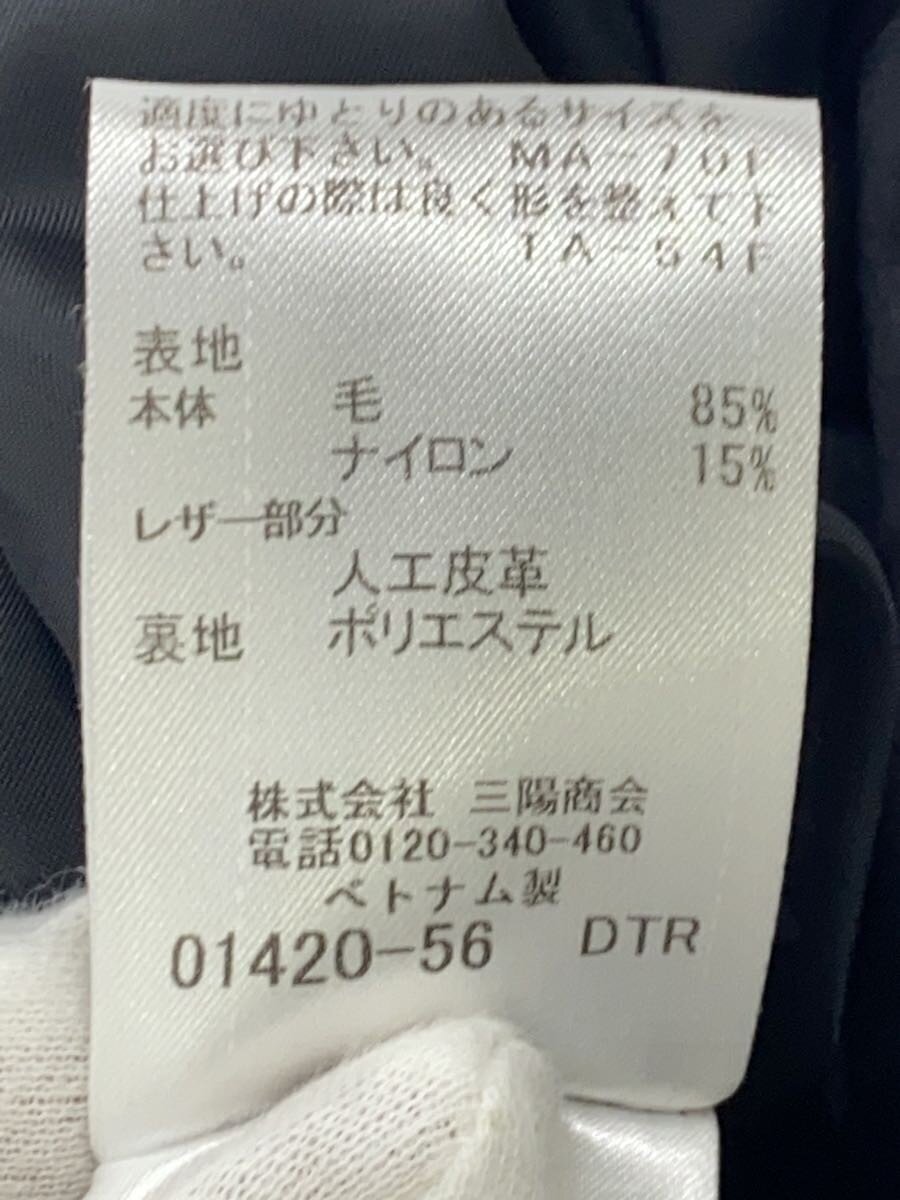 適度にゆとりのあるサイズを
お選び下さい。 MA-70F
仕上げの際は良く形を整えて下
さい。 TA-54F
表地
本体 毛 85%
ナイロン 15%
レザー部分
人工皮革
裏地 ポリエステル
株式会社 三陽商会
電話0120-340-460
ベトナム製
01420-56 DTR